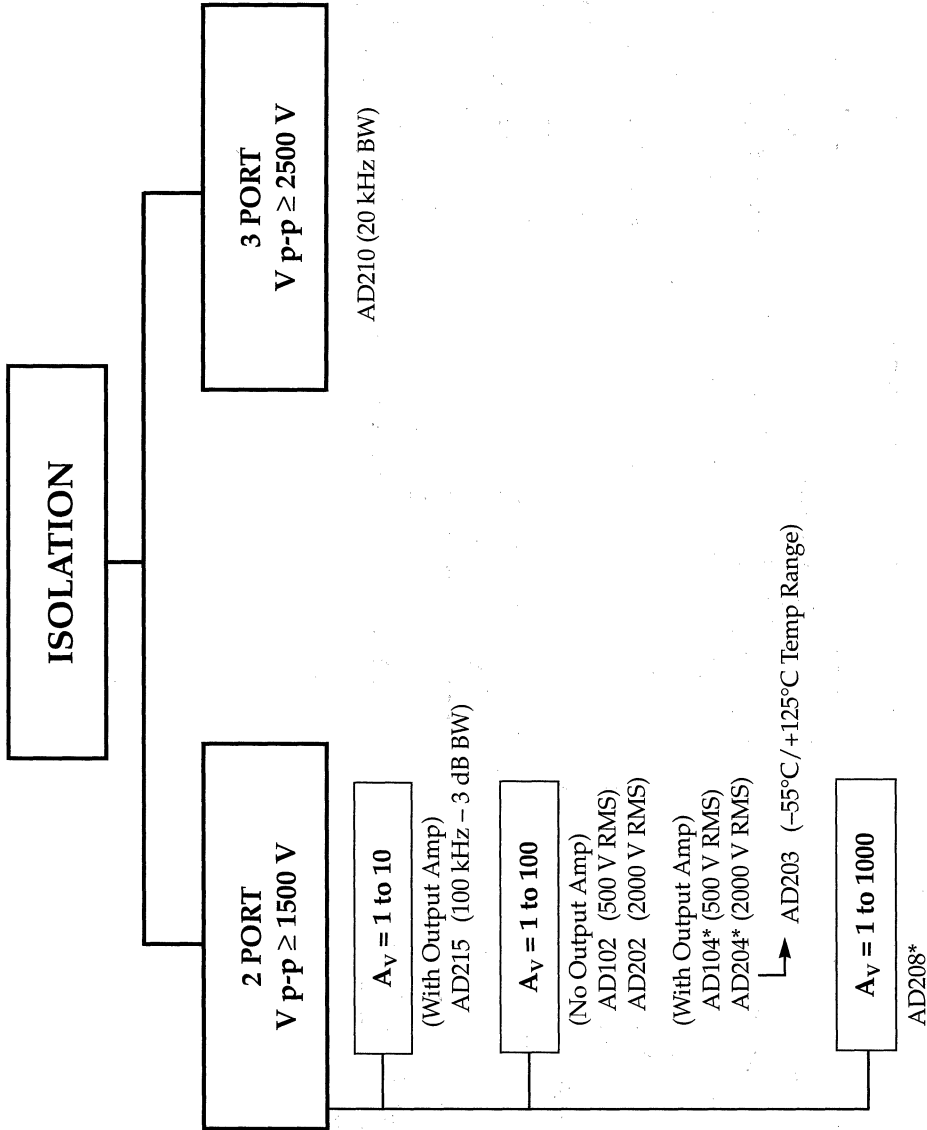 ISOLATION
2 PORT
V p-p ≥ 1500 V
A_V = 1 to 10
(With Output Amp)
AD215 (100 kHz – 3 dB BW)
A_V = 1 to 100
(No Output Amp)
AD102 (500 V RMS)
AD202 (2000 V RMS)
(With Output Amp)
AD104* (500 V RMS)
AD204* (2000 V RMS)
AD203 (–55°C/+125°C Temp Range)
A_V = 1 to 1000
AD208*
3 PORT
V p-p ≥ 2500 V
AD210 (20 kHz BW)